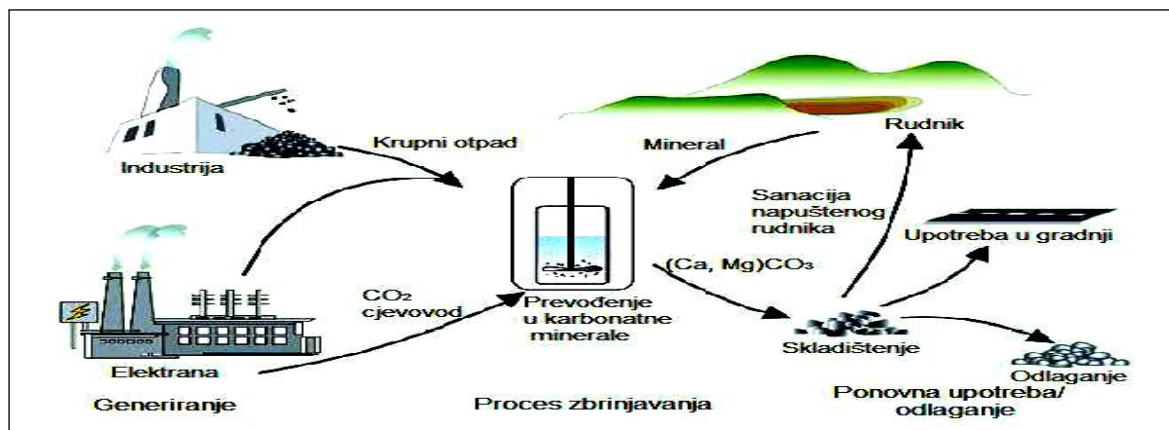 Industrija
Krupni otpad
Mineral
Rudnik
Sanacija
napuštenog
rudnika
Upotreba u gradnji
(Ca, Mg)CO₃
CO₂
cjevovod
Prevođenje
u karbonatne
minerale
Skladištenje
Elektrana
Odlaganje
Generiranje
Proces zbrinjavanja
Ponovna upotreba/
odlaganje